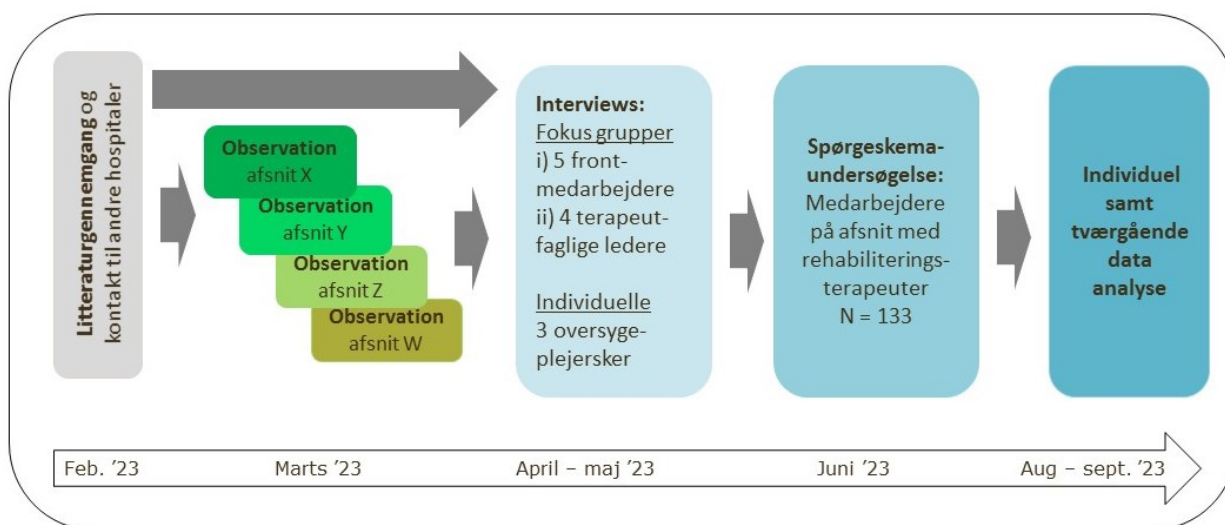 Litteraturgennemgang og
kontakt til andre hospitaler
Observation
afsnit X
Observation
afsnit Y
Observation
afsnit Z
Observation
afsnit W
Interviews:
Fokus grupper
i) 5 front-
medarbejdere
ii) 4 terapeut-
faglige ledere
Individuelle
3 oversyge-
plejersker
Spørgeskema-
undersøgelse:
Medarbejdere
på afsnit med
rehabiliterings-
terapeuter
N = 133
Individuel
samt
tværgående
data
analyse
Feb. '23
Marts '23
April – maj '23
Juni '23
Aug – sept. '23